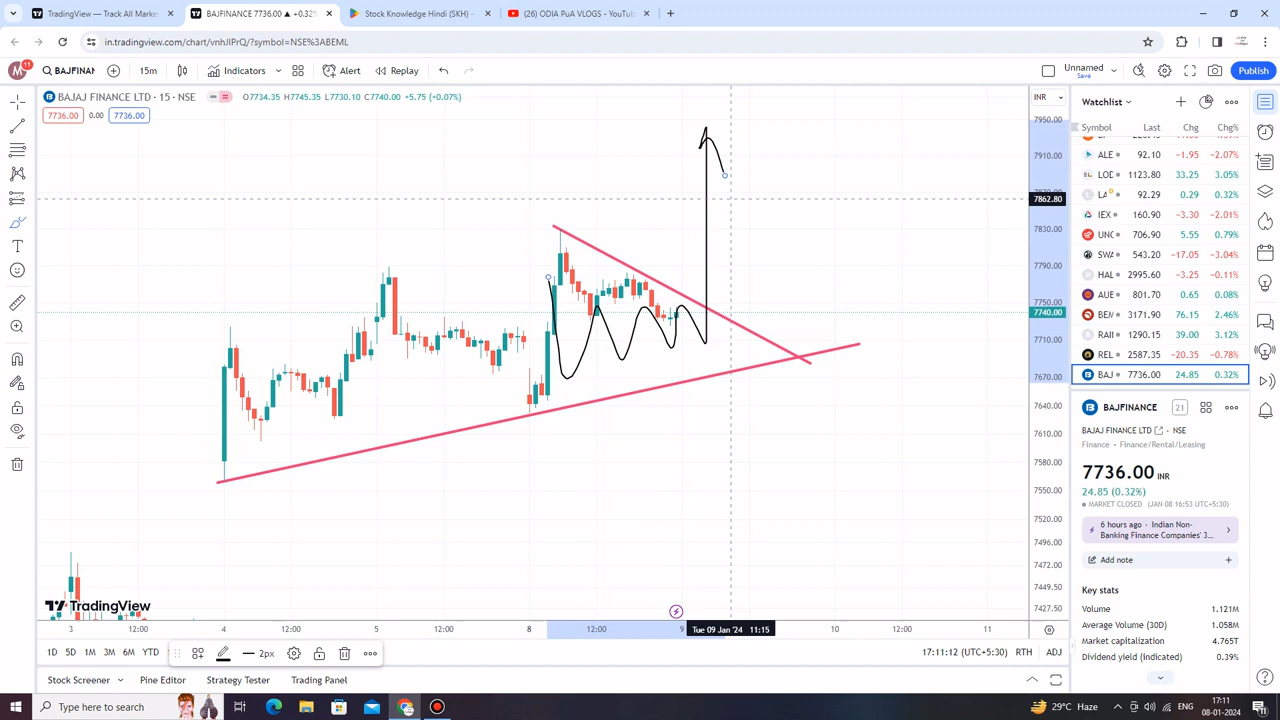 TradingView — Track All Market
BAJFINANCE 7736.00 ▲ +0.32%
Stock Knowledge Hindi (SKH)
(26) ODIA PuA VLOGS - YouTub
in.tradingview.com/chart/vnhJIPrQ/?symbol=NSE%3ABEML
M 11
BAJFINAN
15m
Indicators
Alert
Replay
Unnamed
Save
Publish
BAJAJ FINANCE LTD · 15 · NSE
O7734.35 H7745.35 L7730.10 C7740.00 +5.75 (+0.07%)
7736.00 0.00 7736.00
INR
7950.00
7910.00
7862.80
7830.00
7790.00
7750.00
7740.00
7710.00
7670.00
7640.00
7610.00
7580.00
7550.00
7520.00
7496.00
7472.00
7449.50
7427.50
TradingView
3 12:00 4 12:00 5 12:00 8 12:00 9 Tue 09 Jan '24 11:15 10 12:00 11
1D 5D 1M 3M 6M YTD
2px
17:11:12 (UTC+5:30) RTH ADJ
Stock Screener
Pine Editor
Strategy Tester
Trading Panel
Watchlist
Symbol Last Chg Chg%
ALE 92.10 −1.95 −2.07%
LOD 1123.80 33.25 3.05%
LA D 92.29 0.29 0.32%
IEX 160.90 −3.30 −2.01%
UNC 706.90 5.55 0.79%
SWA 543.20 −17.05 −3.04%
HAL 2995.60 −3.25 −0.11%
AUE 801.70 0.65 0.08%
BEN 3171.90 76.15 2.46%
RAII 1290.15 39.00 3.12%
REL 2587.35 −20.35 −0.78%
BAJ 7736.00 24.85 0.32%
BAJFINANCE 21
BAJAJ FINANCE LTD · NSE
Finance · Finance/Rental/Leasing
7736.00 INR
24.85 (0.32%)
MARKET CLOSED (JAN 08 16:53 UTC+5:30)
6 hours ago · Indian Non-
Banking Finance Companies' 3...
Add note
Key stats
Volume 1.121M
Average Volume (30D) 1.058M
Market capitalization 4.765T
Dividend yield (indicated) 0.39%
Type here to search
29°C Haze
ENG
17:11
08-01-2024